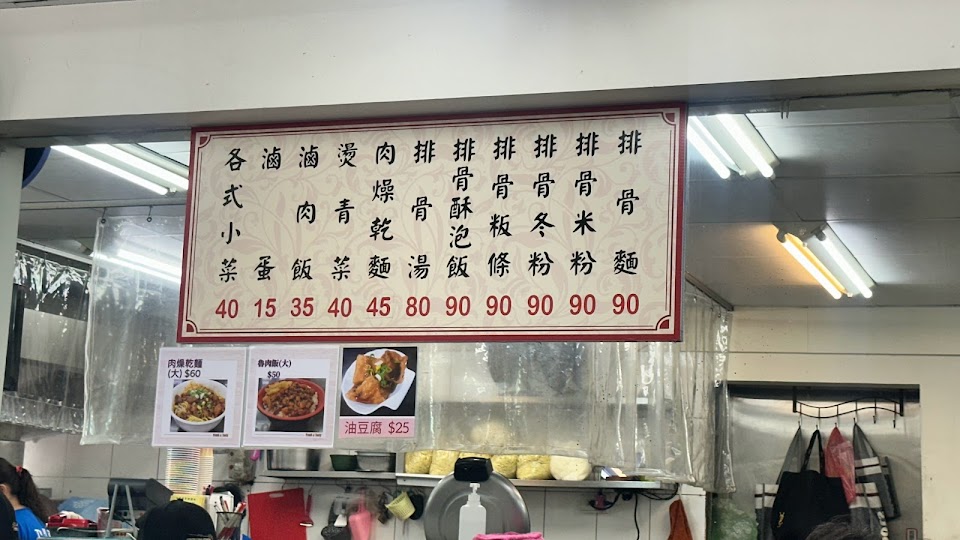 排骨麵 90
排骨米粉 90
排骨冬粉 90
排骨粄條 90
排骨酥泡飯 90
排骨湯 80
肉燥乾麵 45
燙青菜 40
滷肉飯 35
滷蛋 15
各式小菜 40
肉燥乾麵
(大) $60
魯肉飯(大)
$50
油豆腐 $25